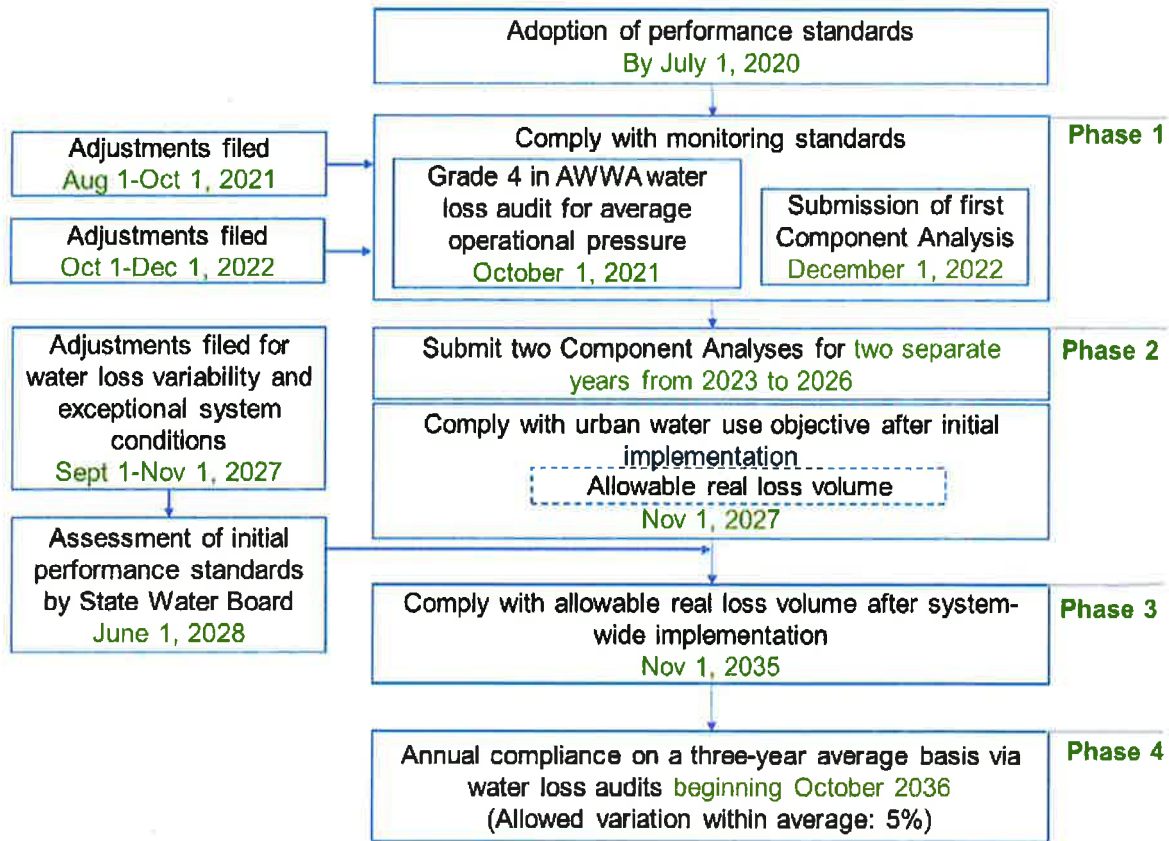 Adoption of performance standards
By July 1, 2020
Phase 1
Comply with monitoring standards
Adjustments filed
Aug 1-Oct 1, 2021
Grade 4 in AWWA water
loss audit for average
operational pressure
October 1, 2021
Submission of first
Component Analysis
December 1, 2022
Adjustments filed
Oct 1-Dec 1, 2022
Phase 2
Submit two Component Analyses for two separate
years from 2023 to 2026
Adjustments filed for
water loss variability and
exceptional system
conditions
Sept 1-Nov 1, 2027
Comply with urban water use objective after initial
implementation
Allowable real loss volume
Nov 1, 2027
Assessment of initial
performance standards
by State Water Board
June 1, 2028
Phase 3
Comply with allowable real loss volume after system-
wide implementation
Nov 1, 2035
Phase 4
Annual compliance on a three-year average basis via
water loss audits beginning October 2036
(Allowed variation within average: 5%)